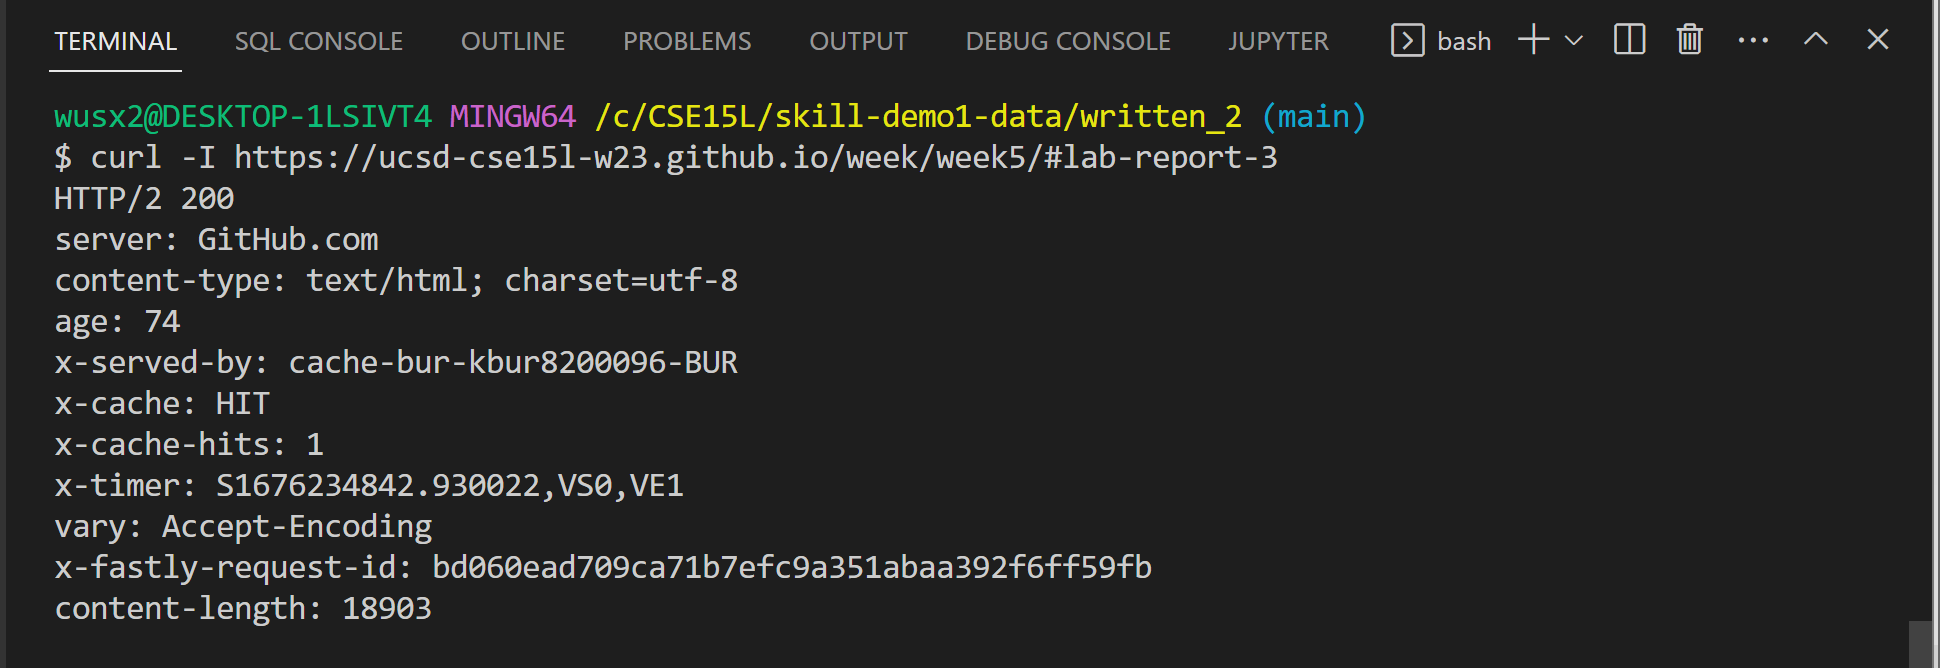 TERMINAL SQL CONSOLE OUTLINE PROBLEMS OUTPUT DEBUG CONSOLE JUPYTER bash
wusx2@DESKTOP-1LSIVT4 MINGW64 /c/CSE15L/skill-demo1-data/written_2 (main)
$ curl -I https://ucsd-cse15l-w23.github.io/week/week5/#lab-report-3
HTTP/2 200
server: GitHub.com
content-type: text/html; charset=utf-8
age: 74
x-served-by: cache-bur-kbur8200096-BUR
x-cache: HIT
x-cache-hits: 1
x-timer: S1676234842.930022,VS0,VE1
vary: Accept-Encoding
x-fastly-request-id: bd060ead709ca71b7efc9a351abaa392f6ff59fb
content-length: 18903